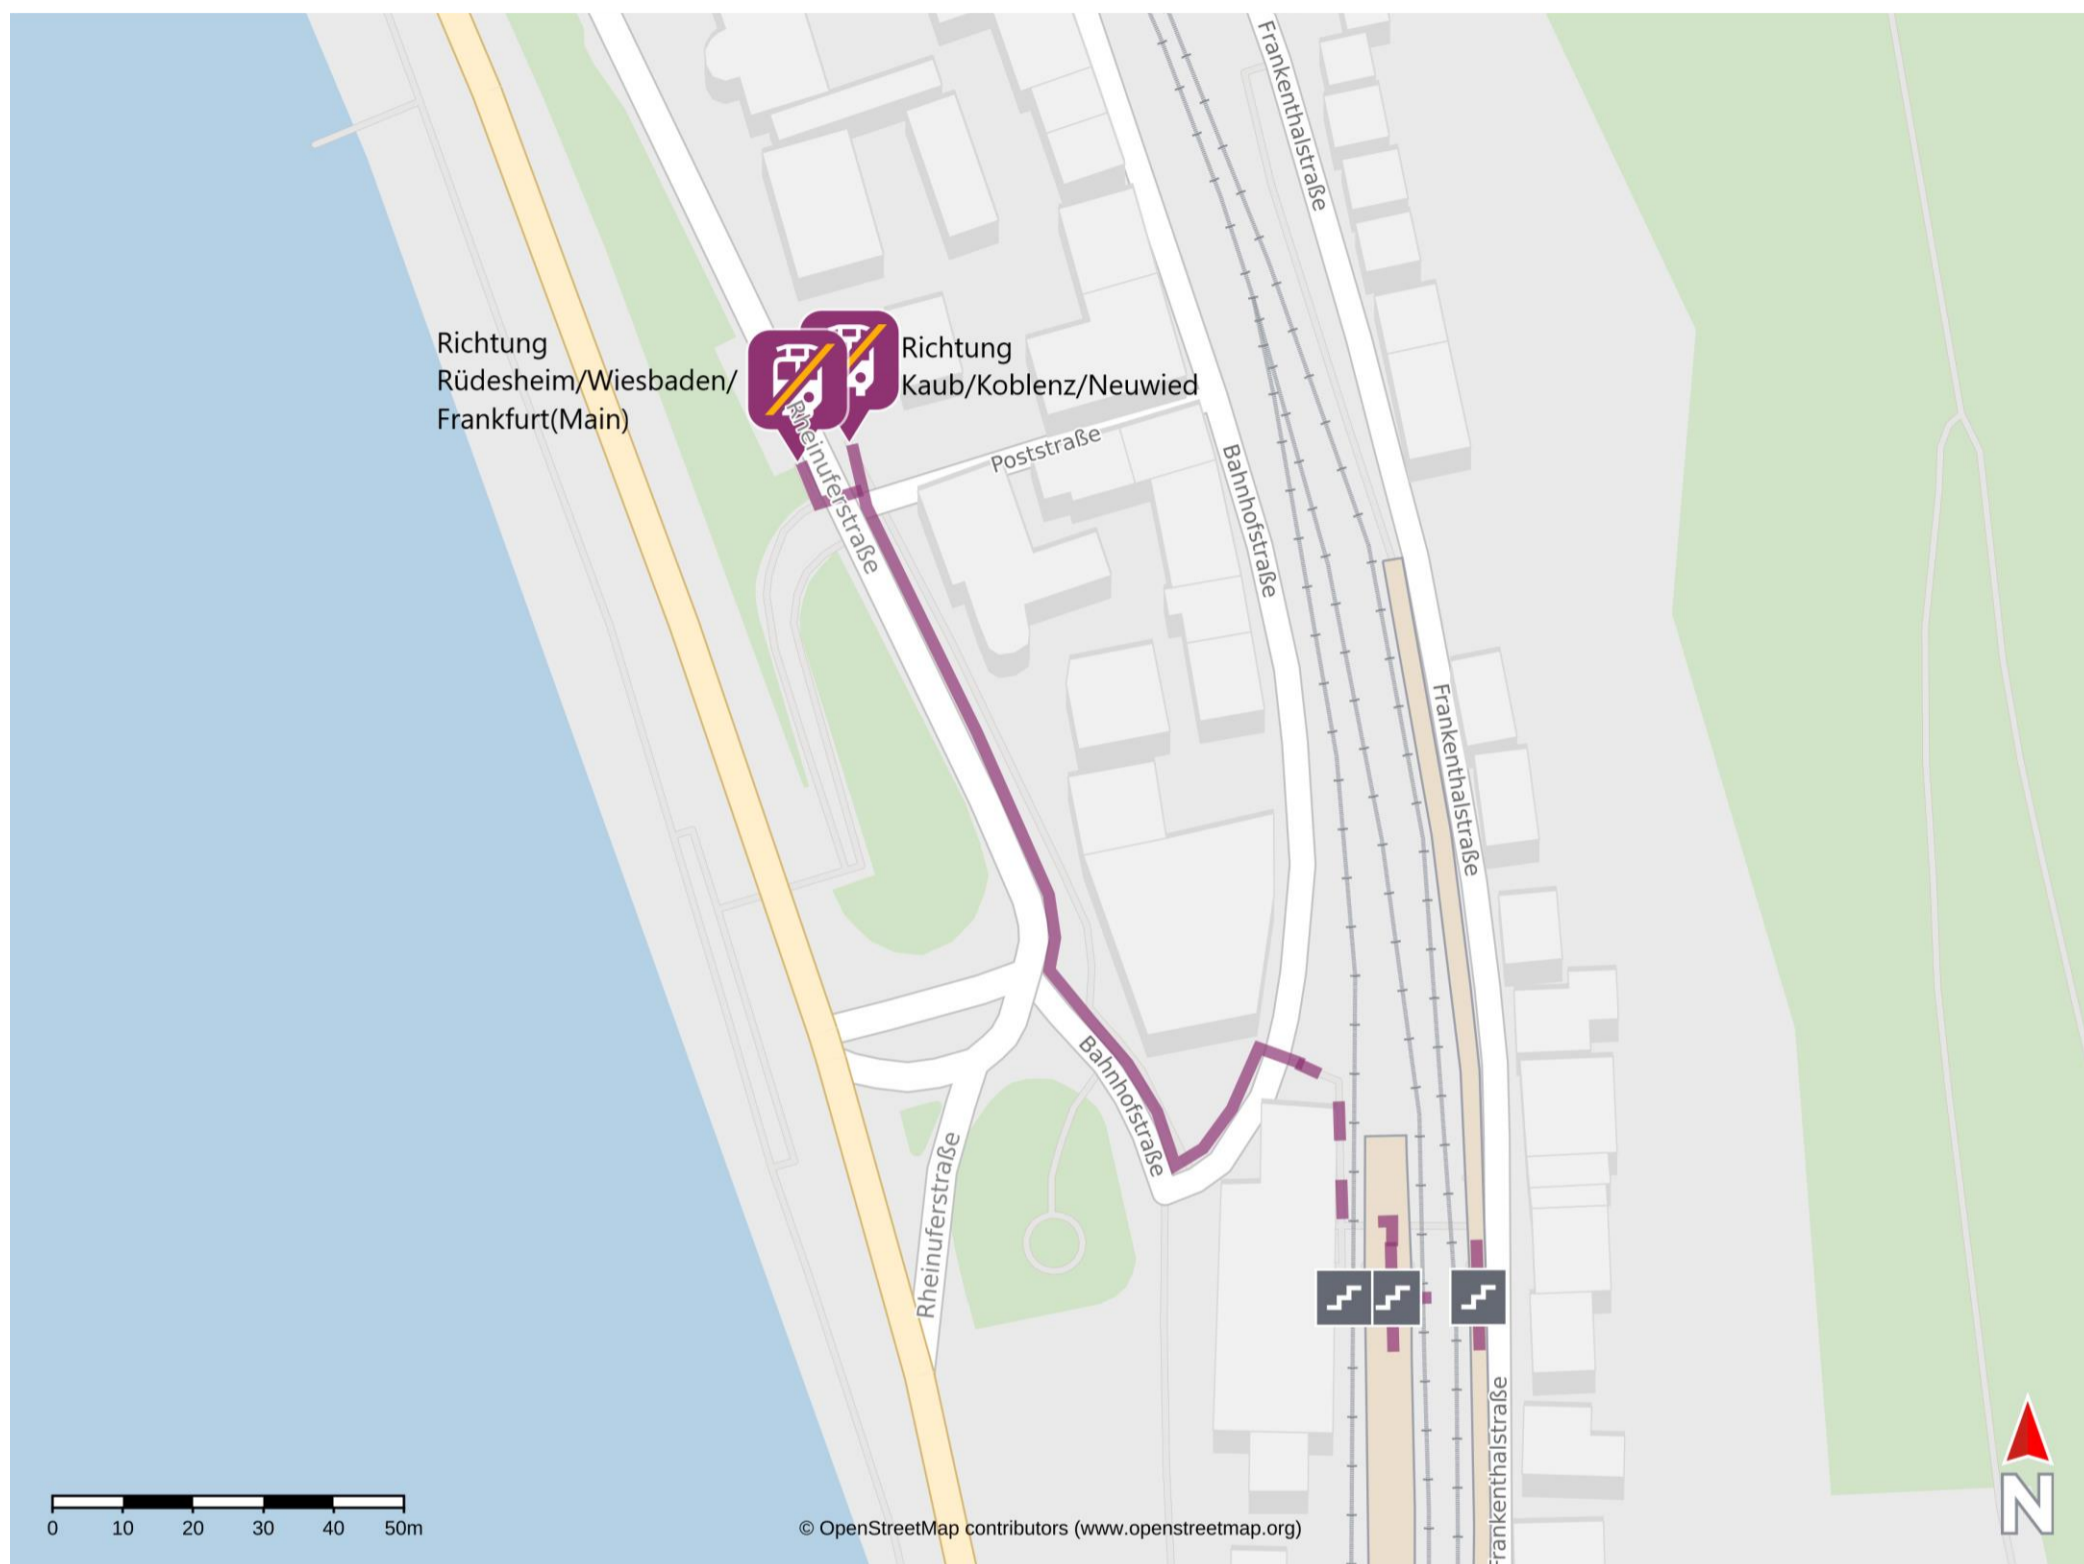 Frankenthalstraße
Richtung
Rüdesheim/Wiesbaden/
Frankfurt(Main)
Richtung
Kaub/Koblenz/Neuwied
Rheinuferstraße
Poststraße
Bahnhofstraße
Frankenthalstraße
Bahnhofstraße
Rheinuferstraße
Frankenthalstraße
0 10 20 30 40 50m
© OpenStreetMap contributors (www.openstreetmap.org)
N